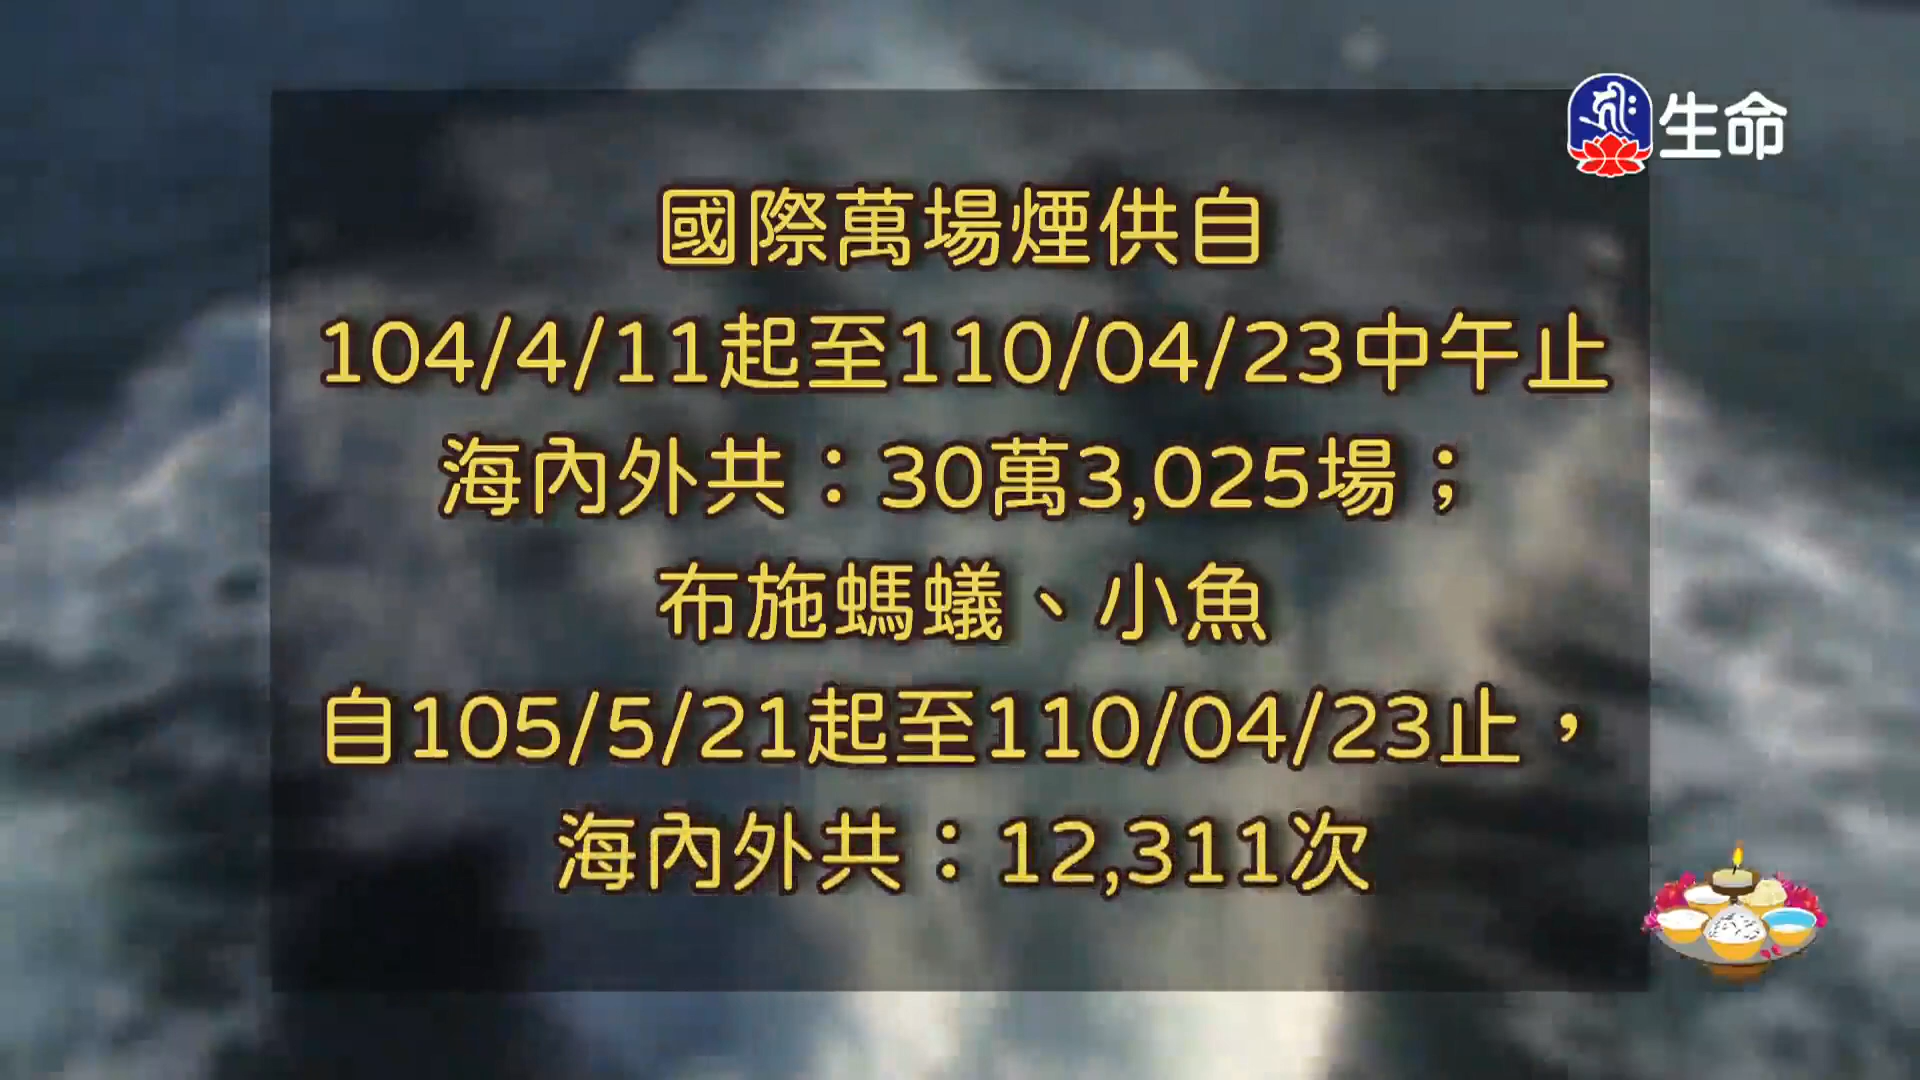 生命
國際萬場煙供自
104/4/11起至110/04/23中午止
海內外共：30萬3,025場；
布施螞蟻、小魚
自105/5/21起至110/04/23止，
海內外共：12,311次